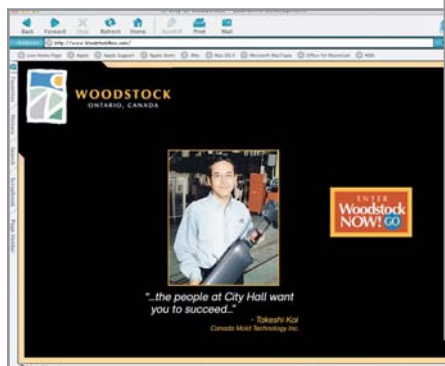 Back Forward Stop Refresh Home AutoFill Print Mail
http://www.woodstocknow.com/
Live Home Page Apple Apple Support Apple Store iMac Mac OS X Microsoft MacTopia Office for Macintosh MSN
Favorites
History
Search
Scrapbook
Page Holder
WOODSTOCK
ONTARIO, CANADA
ENTER
Woodstock
NOW! GO
"...the people at City Hall want
you to succeed..."
- Takeshi Kai
Canada Mold Technology Inc.